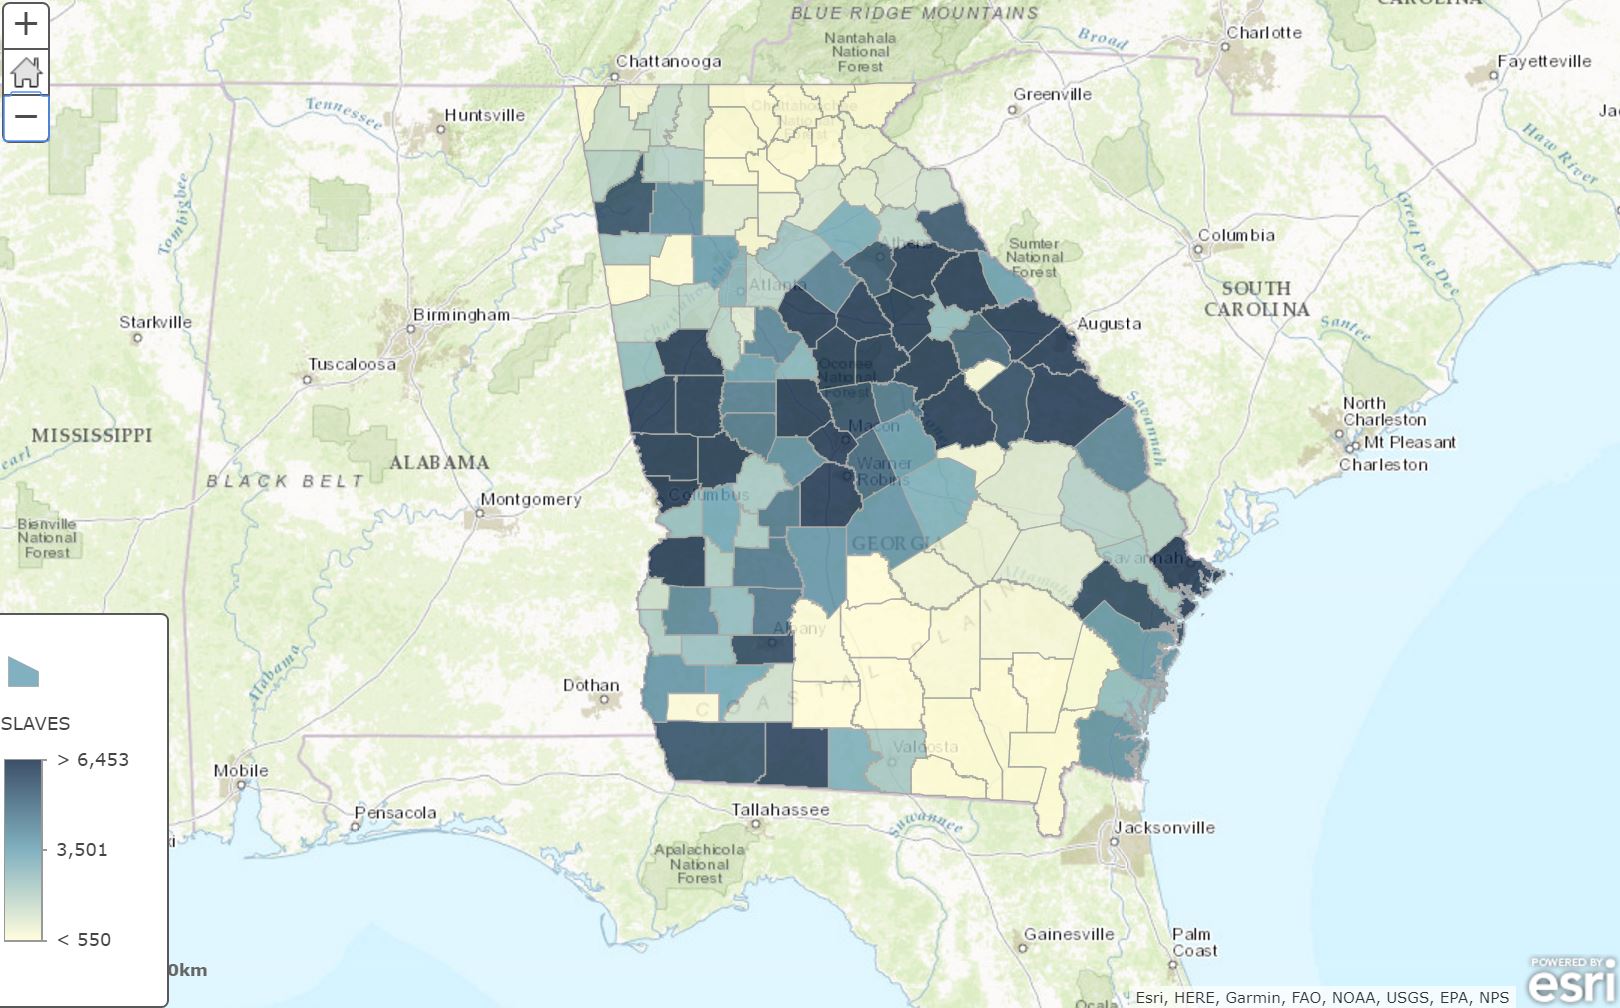 +
−
BLUE RIDGE MOUNTAINS
CAROLINA
Nantahala
National
Forest
Broad
Charlotte
Chattanooga
Fayetteville
Greenville
Tennessee
Huntsville
Chattahoochee
National
Forest
Haw River
Great Pee Dee
Tombigbee
Columbia
Sumter
National
Forest
Athens
Atlanta
Chattahoochee
SOUTH
CAROLINA
Santee
Starkville
Birmingham
Augusta
Tuscaloosa
Oconee
National
Forest
Savannah
North
Charleston
Mt Pleasant
Charleston
MISSISSIPPI
Macon
earl
ALABAMA
Warner
Robins
BLACK BELT
Columbus
Montgomery
Bienville
National
Forest
GEORGIA
Savannah
Altamaha
COASTAL PLAIN
Albany
Alabama
Dothan
SLAVES
> 6,453
3,501
< 550
Valdosta
Mobile
Pensacola
Tallahassee
Suwannee
Jacksonville
Apalachicola
National
Forest
Gainesville
Palm
Coast
0km
Ocala
POWERED BY
esri
Esri, HERE, Garmin, FAO, NOAA, USGS, EPA, NPS